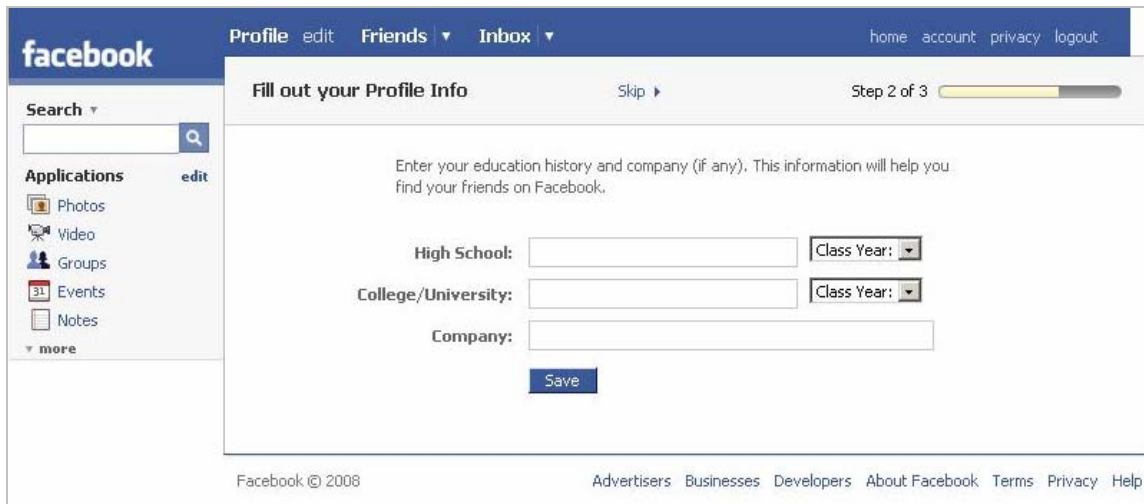 facebook
Profile edit Friends ▼ Inbox ▼
home account privacy logout
Search ▼
Applications edit
Photos
Video
Groups
31 Events
Notes
▼ more
Fill out your Profile Info
Skip ▶
Step 2 of 3
Enter your education history and company (if any). This information will help you
find your friends on Facebook.
High School: Class Year:
College/University: Class Year:
Company:
Save
Facebook © 2008
Advertisers Businesses Developers About Facebook Terms Privacy Help